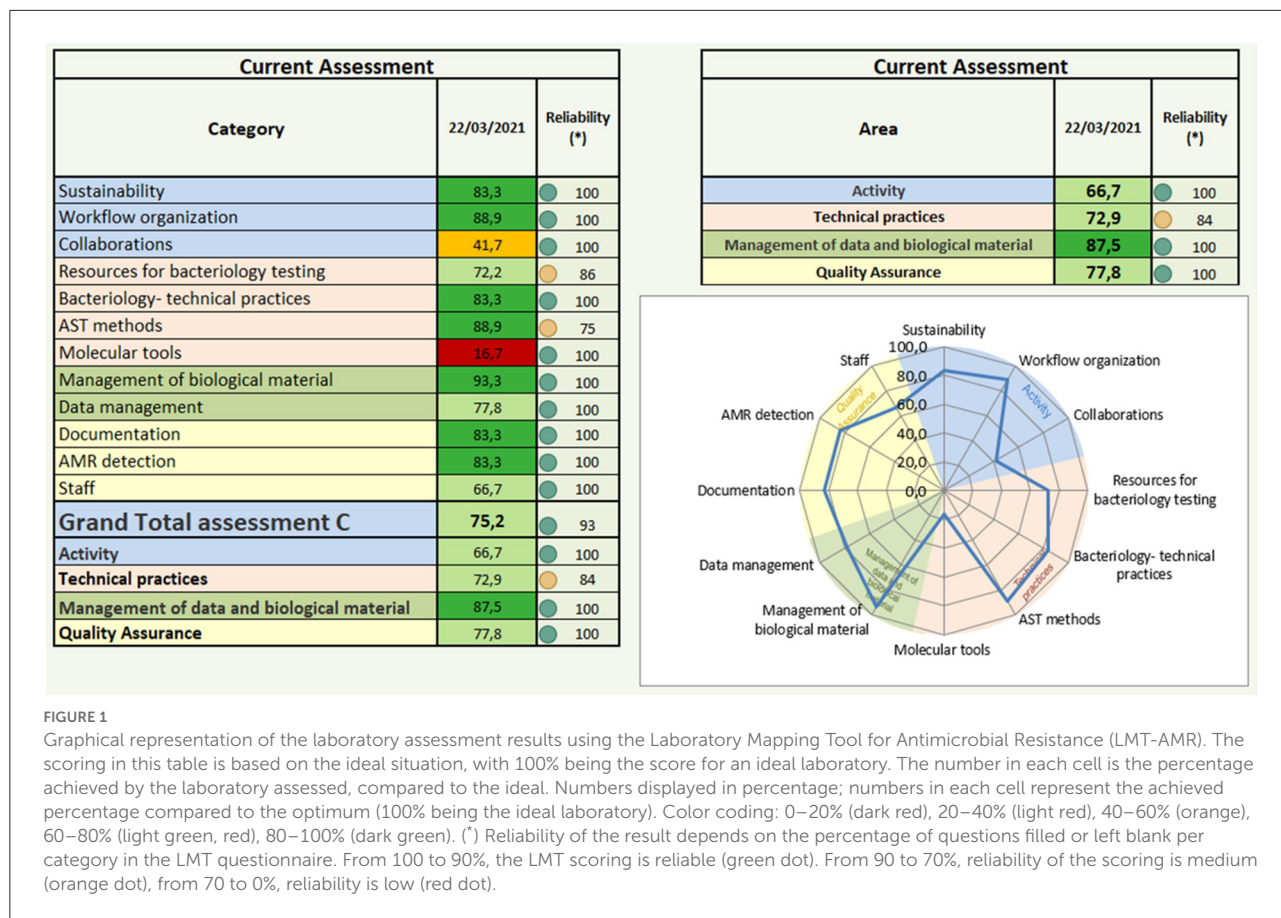 Current Assessment
Category 22/03/2021 Reliability (*)
Sustainability 83,3 100
Workflow organization 88,9 100
Collaborations 41,7 100
Resources for bacteriology testing 72,2 86
Bacteriology- technical practices 83,3 100
AST methods 88,9 75
Molecular tools 16,7 100
Management of biological material 93,3 100
Data management 77,8 100
Documentation 83,3 100
AMR detection 83,3 100
Staff 66,7 100
Grand Total assessment C 75,2 93
Activity 66,7 100
Technical practices 72,9 84
Management of data and biological material 87,5 100
Quality Assurance 77,8 100
Current Assessment
Area 22/03/2021 Reliability (*)
Activity 66,7 100
Technical practices 72,9 84
Management of data and biological material 87,5 100
Quality Assurance 77,8 100
Sustainability
Workflow organization
Collaborations
Resources for
bacteriology testing
Bacteriology- technical
practices
AST methods
Molecular tools
Management of
biological material
Data management
Documentation
AMR detection
Staff
100,0
80,0
60,0
40,0
20,0
0,0
Activity
Technical
practices
Management of
data and
biological
material
Quality
Assurance
FIGURE 1
Graphical representation of the laboratory assessment results using the Laboratory Mapping Tool for Antimicrobial Resistance (LMT-AMR). The
scoring in this table is based on the ideal situation, with 100% being the score for an ideal laboratory. The number in each cell is the percentage
achieved by the laboratory assessed, compared to the ideal. Numbers displayed in percentage; numbers in each cell represent the achieved
percentage compared to the optimum (100% being the ideal laboratory). Color coding: 0–20% (dark red), 20–40% (light red), 40–60% (orange),
60–80% (light green, red), 80–100% (dark green). (*) Reliability of the result depends on the percentage of questions filled or left blank per
category in the LMT questionnaire. From 100 to 90%, the LMT scoring is reliable (green dot). From 90 to 70%, reliability of the scoring is medium
(orange dot), from 70 to 0%, reliability is low (red dot).